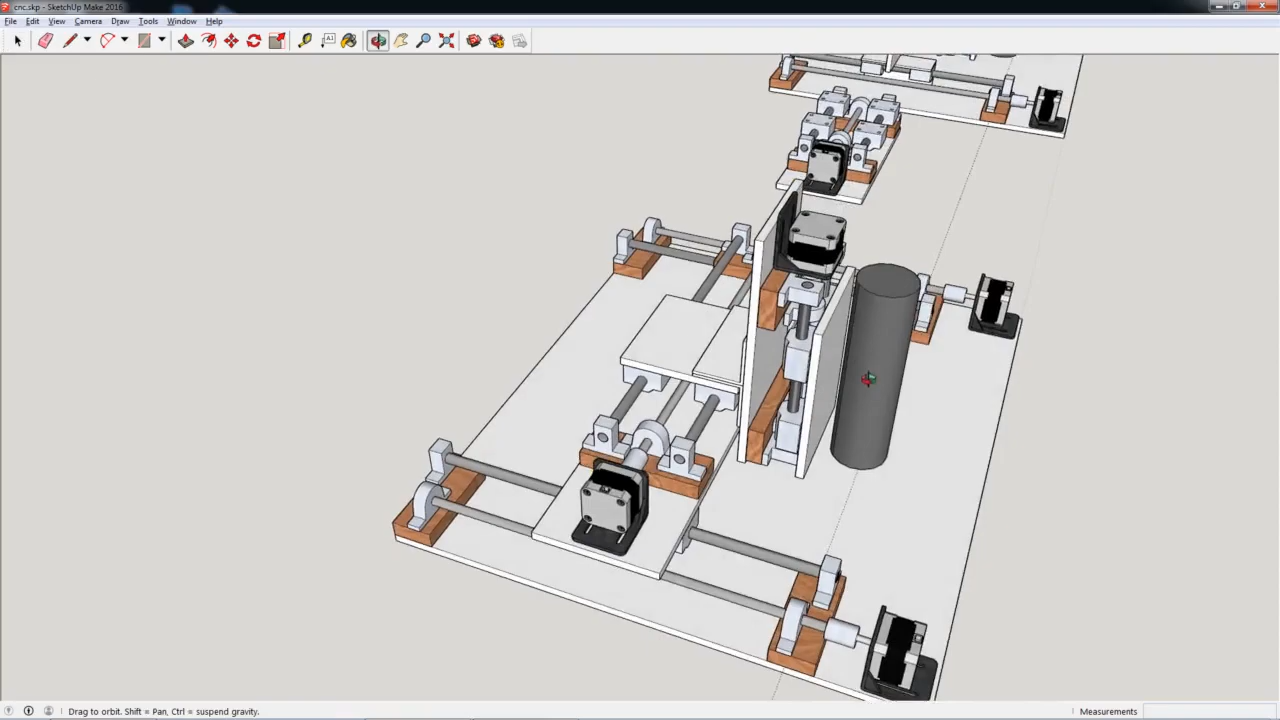 cnc.skp - SketchUp Make 2016
File Edit View Camera Draw Tools Window Help
Drag to orbit. Shift = Pan, Ctrl = suspend gravity.
Measurements